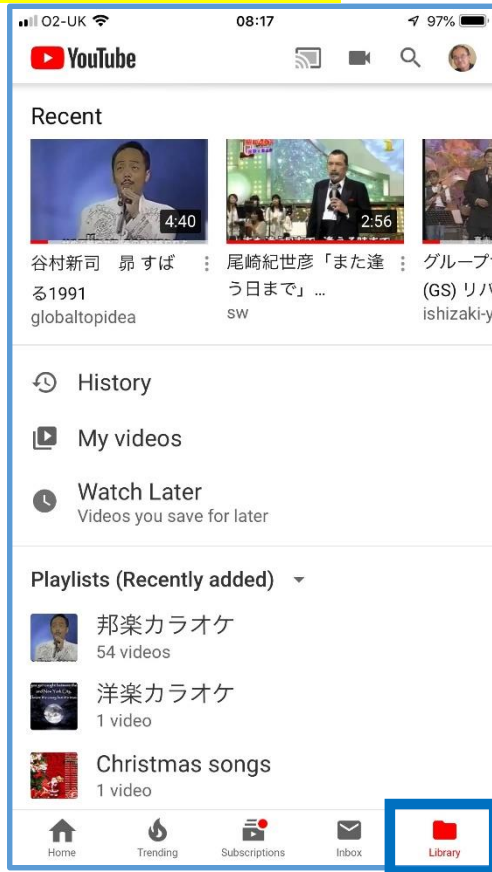 O2-UK 08:17 97%
YouTube
Recent
4:40
2:56
谷村新司 昴 すば
る1991
globaltopidea
尾崎紀世彦「また逢
う日まで」...
sw
グループ
(GS) リバ
ishizaki-y
History
My videos
Watch Later
Videos you save for later
Playlists (Recently added)
邦楽カラオケ
54 videos
洋楽カラオケ
1 video
Christmas songs
1 video
Home Trending Subscriptions Inbox Library